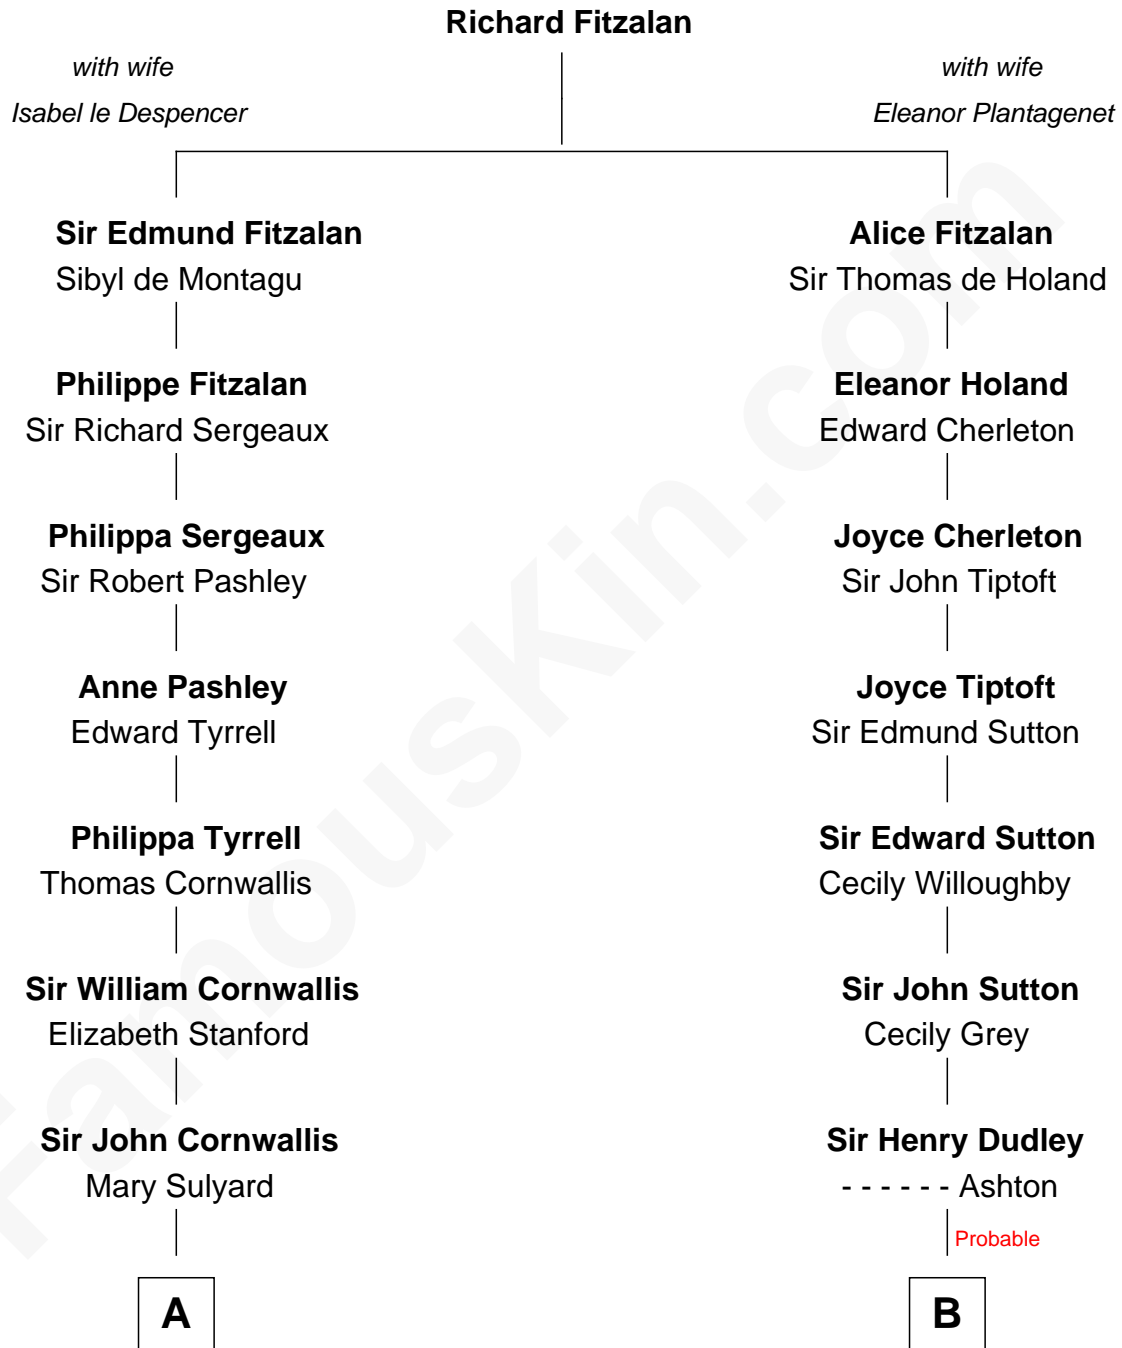 Richard Fitzalan
with wife
Isabel le Despencer
with wife
Eleanor Plantagenet
Sir Edmund Fitzalan
Sibyl de Montagu
Alice Fitzalan
Sir Thomas de Holand
Philippe Fitzalan
Sir Richard Sergeaux
Eleanor Holand
Edward Cherleton
Philippa Sergeaux
Sir Robert Pashley
Joyce Cherleton
Sir John Tiptoft
Anne Pashley
Edward Tyrrell
Joyce Tiptoft
Sir Edmund Sutton
Philippa Tyrrell
Thomas Cornwallis
Sir Edward Sutton
Cecily Willoughby
Sir William Cornwallis
Elizabeth Stanford
Sir John Sutton
Cecily Grey
Sir John Cornwallis
Mary Sulyard
Sir Henry Dudley
- - - - - - Ashton
Probable
A
B
FamousKin.com